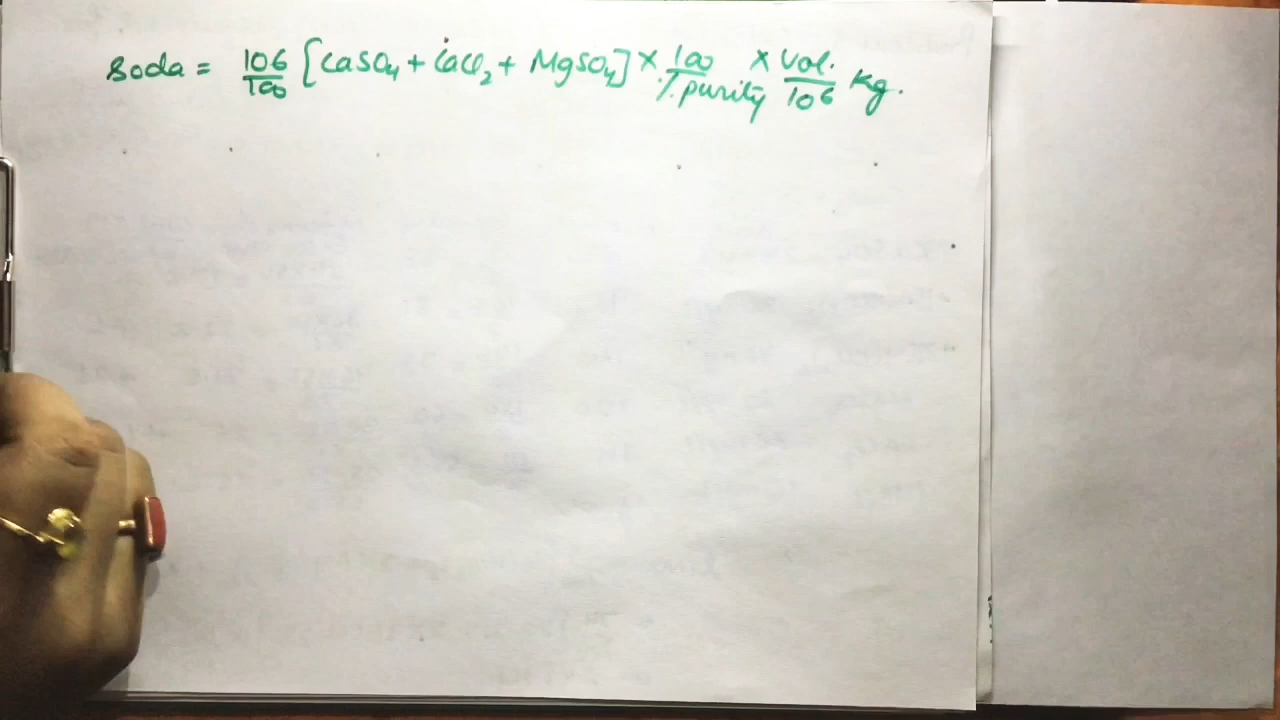 Soda = 106/100 [CaSO4 + CaCl2 + MgSO4] × 100/% purity × Vol./106 Kg.